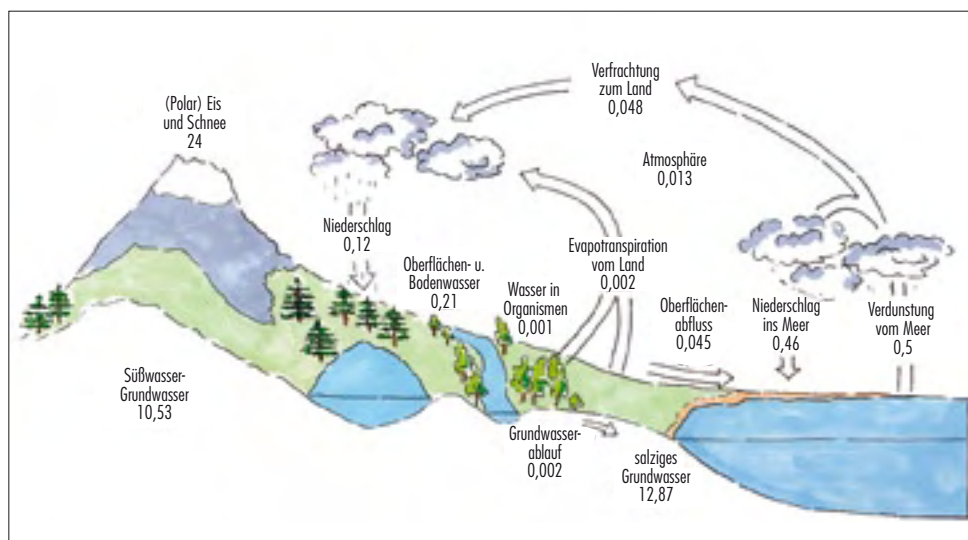 Verfrachtung
zum Land
0,048
(Polar) Eis
und Schnee
24
Atmosphäre
0,013
Niederschlag
0,12
Evapotranspiration
vom Land
0,002
Oberflächen- u.
Bodenwasser
0,21
Wasser in
Organismen
0,001
Oberflächen-
abfluss
0,045
Niederschlag
ins Meer
0,46
Verdunstung
vom Meer
0,5
Süßwasser-
Grundwasser
10,53
Grundwasser-
ablauf
0,002
salziges
Grundwasser
12,87